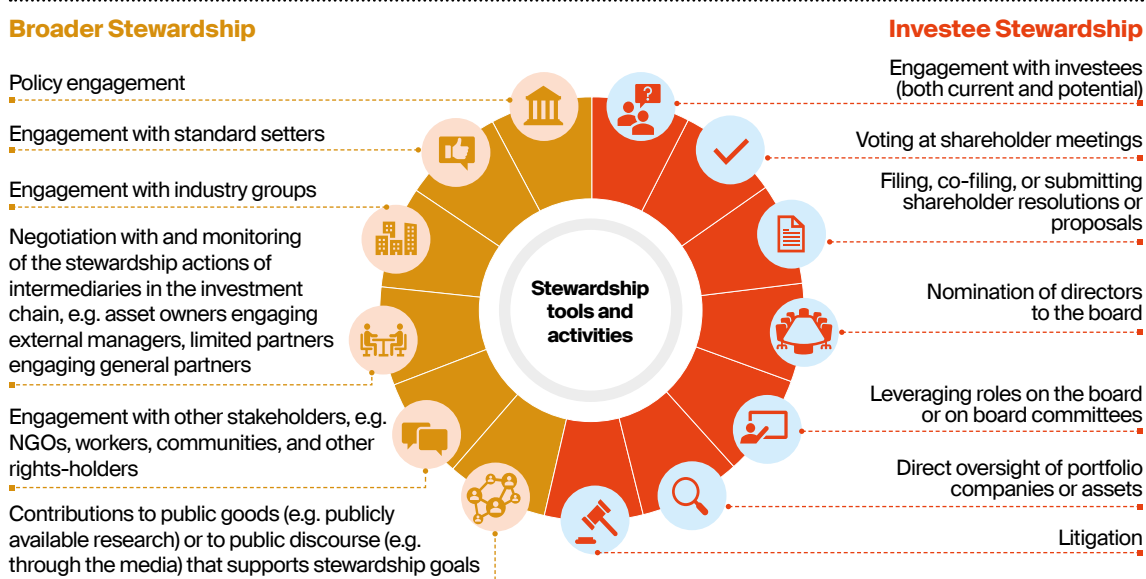 Broader Stewardship
Policy engagement
Engagement with standard setters
Engagement with industry groups
Negotiation with and monitoring
of the stewardship actions of
intermediaries in the investment
chain, e.g. asset owners engaging
external managers, limited partners
engaging general partners
Engagement with other stakeholders, e.g.
NGOs, workers, communities, and other
rights-holders
Contributions to public goods (e.g. publicly
available research) or to public discourse (e.g.
through the media) that supports stewardship goals
Stewardship
tools and
activities
?
Investee Stewardship
Engagement with investees
(both current and potential)
Voting at shareholder meetings
Filing, co-filing, or submitting
shareholder resolutions or
proposals
Nomination of directors
to the board
Leveraging roles on the board
or on board committees
Direct oversight of portfolio
companies or assets
Litigation